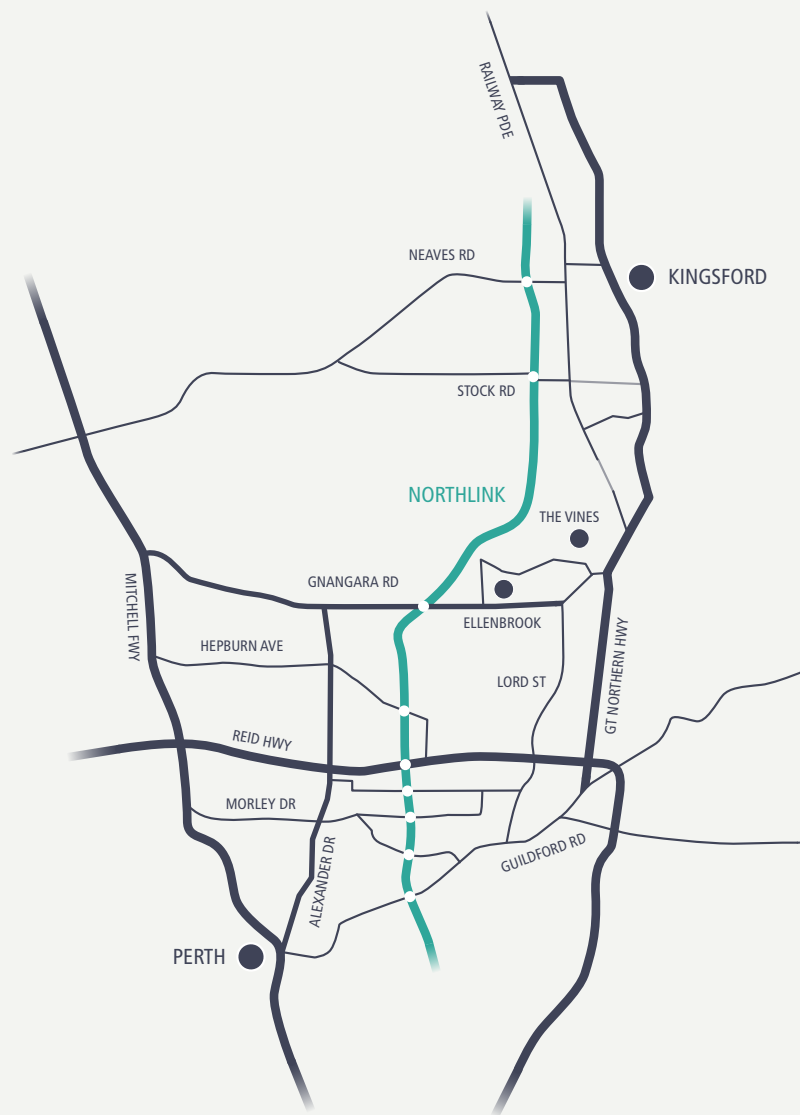 RAILWAY PDE
NEAVES RD
KINGSFORD
STOCK RD
NORTHLINK
THE VINES
GNANGARA RD
MITCHELL FWY
ELLENBROOK
HEPBURN AVE
LORD ST
GT NORTHERN HWY
REID HWY
MORLEY DR
ALEXANDER DR
GUILDFORD RD
PERTH